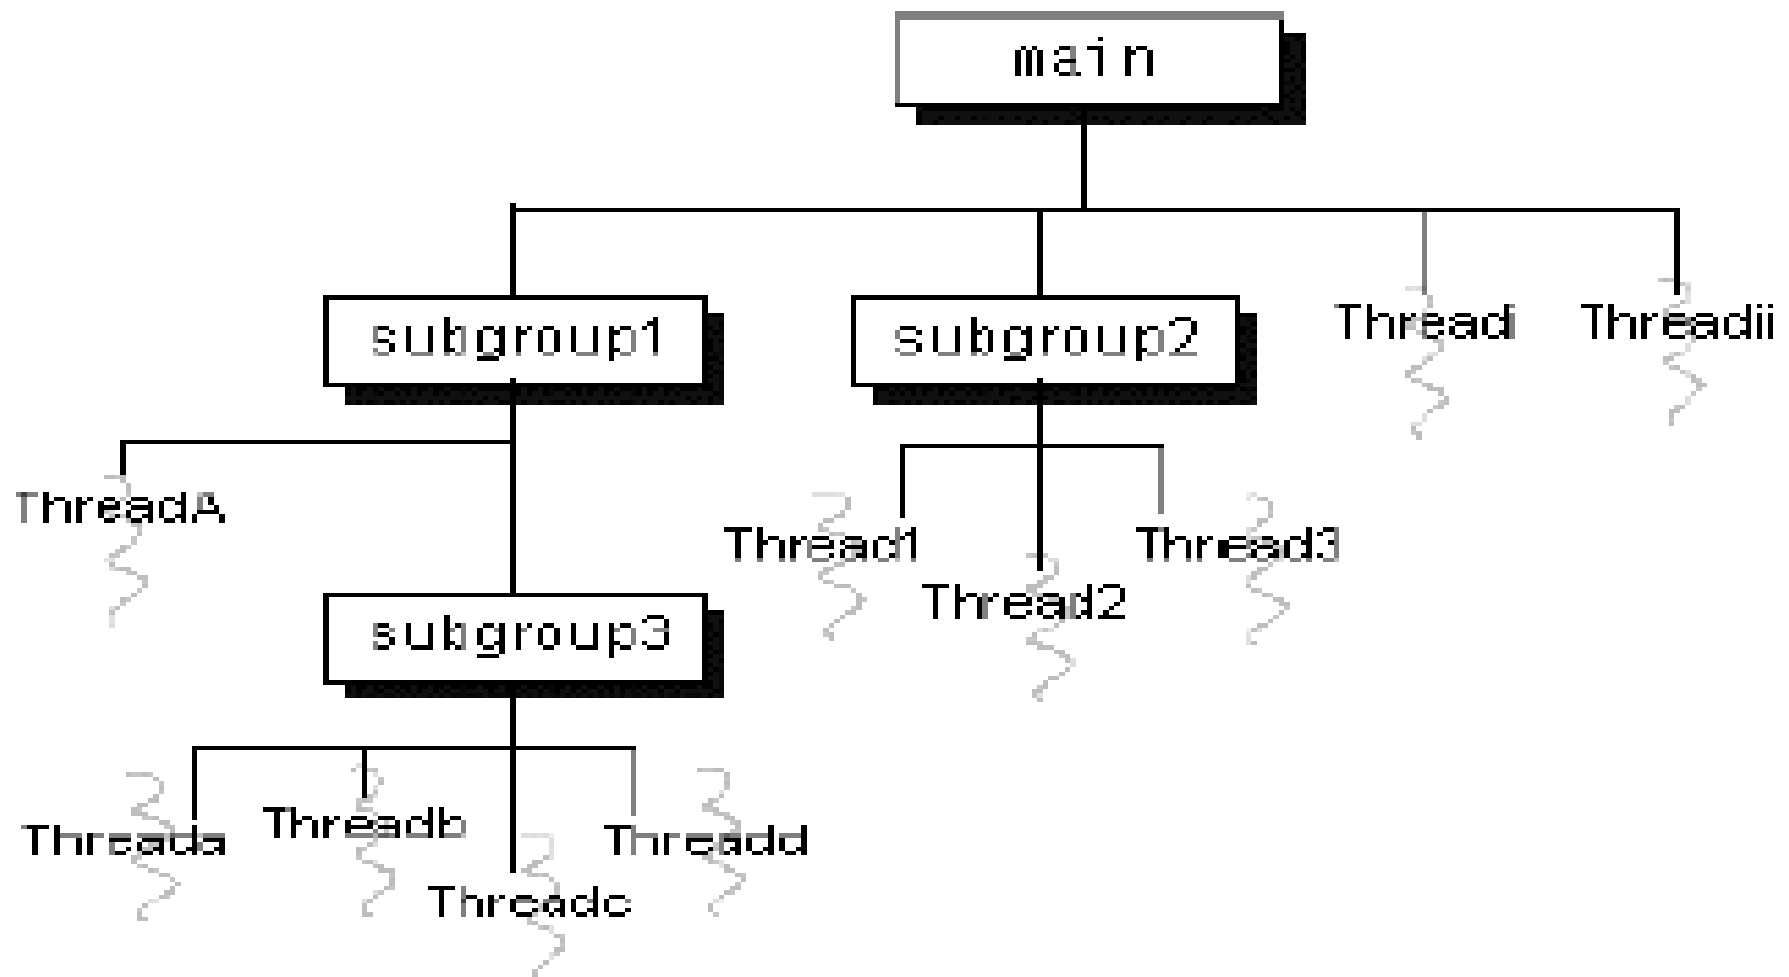 main
subgroup1
subgroup2
Threadi
Threadii
ThreadA
Thread1
Thread2
Thread3
subgroup3
Threada
Threadb
Threadc
Threadd